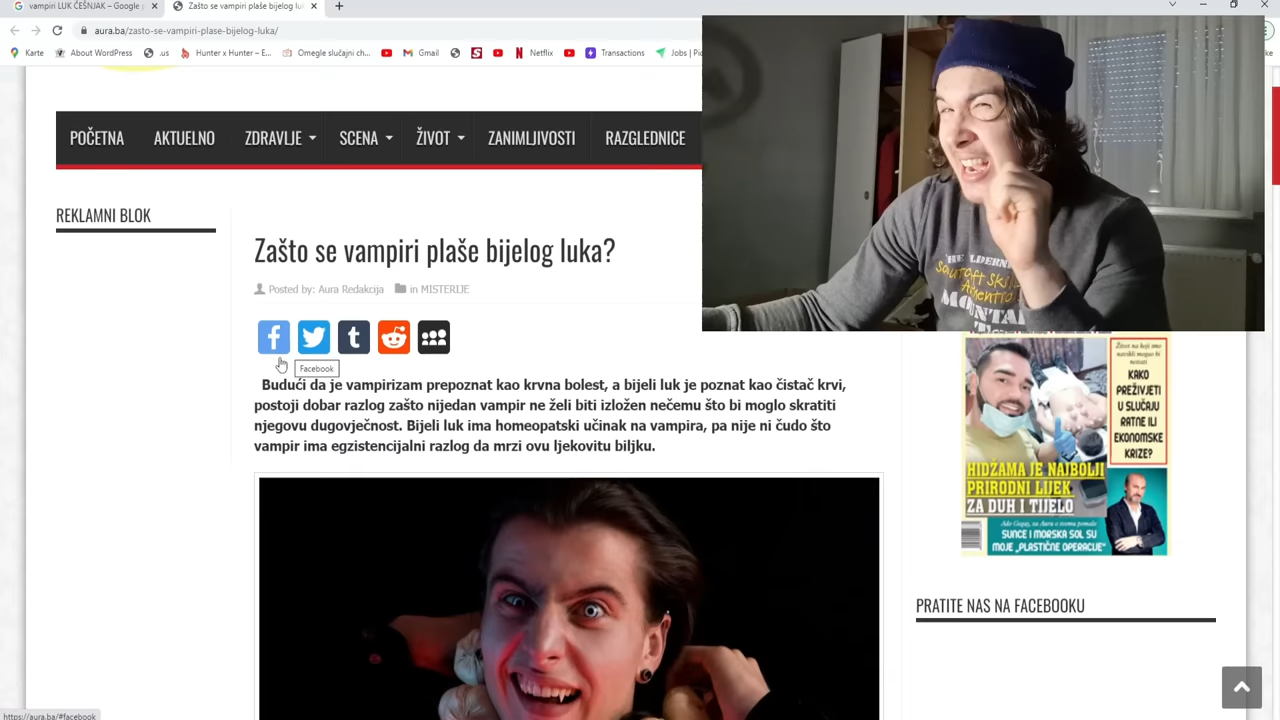 vampiri LUK ČEŠNJAK – Google
Zašto se vampiri plaše bijelog lu
aura.ba/zasto-se-vampiri-plase-bijelog-luka/
Karte
About WordPress
.us
Hunter x Hunter – E...
Omegle slučajni ch...
Gmail
Netflix
Transactions
Jobs | Pic
POČETNA
AKTUELNO
ZDRAVLJE
SCENA
ŽIVOT
ZANIMLJIVOSTI
RAZGLEDNICE
REKLAMNI BLOK
Zašto se vampiri plaše bijelog luka?
Posted by: Aura Redakcija in MISTERIJE
Facebook
Budući da je vampirizam prepoznat kao krvna bolest, a bijeli luk je poznat kao čistač krvi,
postoji dobar razlog zašto nijedan vampir ne želi biti izložen nečemu što bi moglo skratiti
njegovu dugovječnost. Bijeli luk ima homeopatski učinak na vampira, pa nije ni čudo što
vampir ima egzistencijalni razlog da mrzi ovu ljekovitu biljku.
MOUNTAI
KAKO
PREŽIVJETI
U SLUČAJU
RATNE ILI
EKONOMSKE
KRIZE?
HIDŽAMA JE NAJBOLJI
PRIRODNI LIJEK
ZA DUH I TIJELO
SUNCE I MORSKA SOL SU
MOJE „PLASTIČNE OPERACIJE“
PRATITE NAS NA FACEBOOKU
https://aura.ba/#facebook